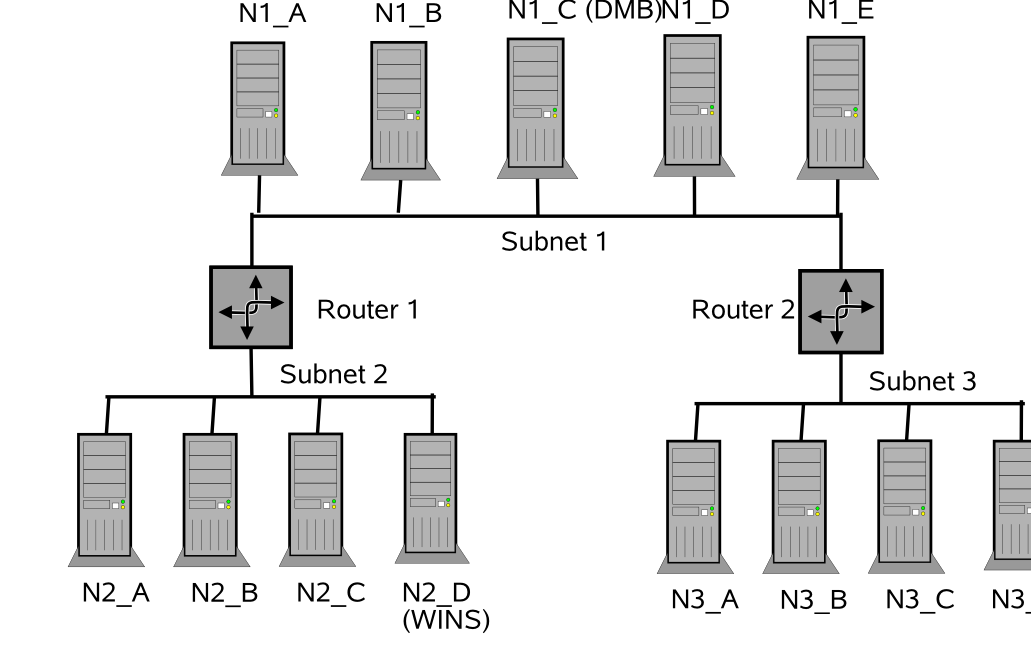 N1_A
N1_B
N1_C (DMB)
N1_D
N1_E
Subnet 1
Router 1
Router 2
Subnet 2
Subnet 3
N2_A
N2_B
N2_C
N2_D
(WINS)
N3_A
N3_B
N3_C
N3_